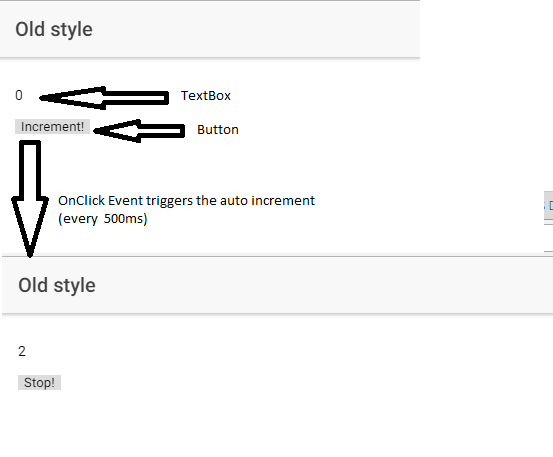 Old style
0
TextBox
Increment!
Button
OnClick Event triggers the auto increment
(every 500ms)
Old style
2
Stop!